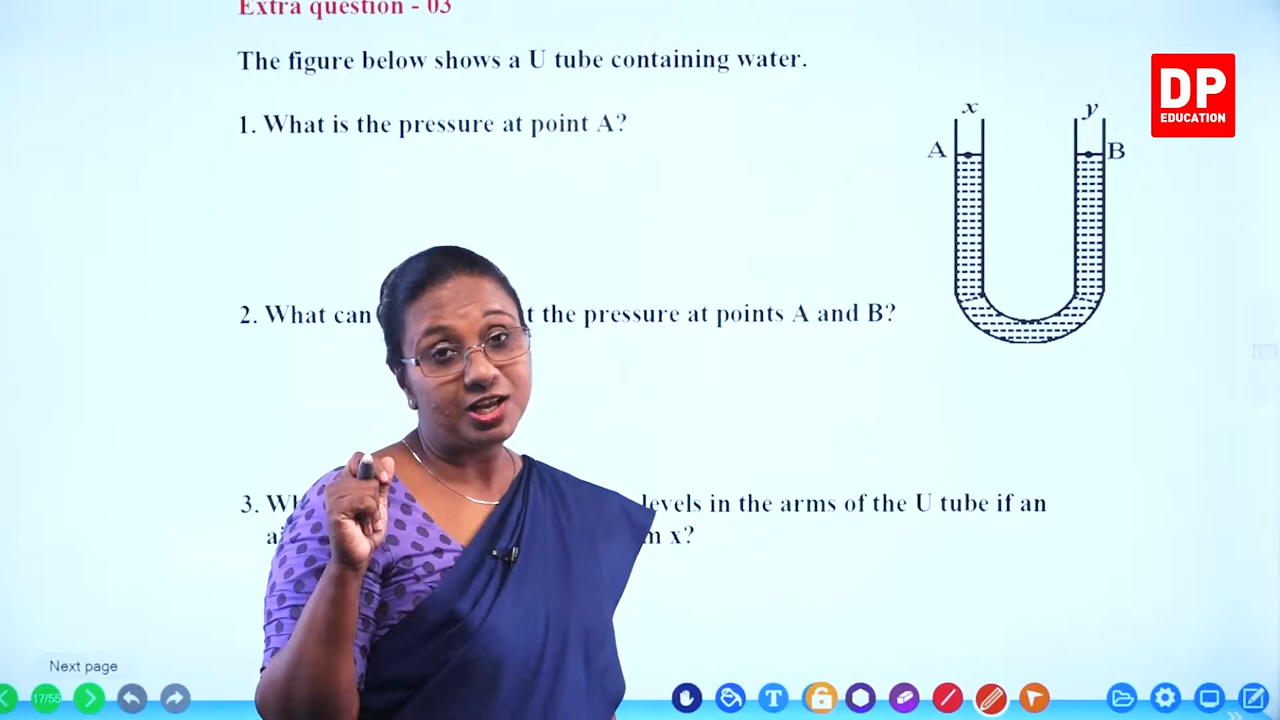 Extra question - 03
The figure below shows a U tube containing water.
DP
EDUCATION
1. What is the pressure at point A?
x
y
A
B
2. What can
t the pressure at points A and B?
3.
levels in the arms of the U tube if an
x?
Next page
17/55
T